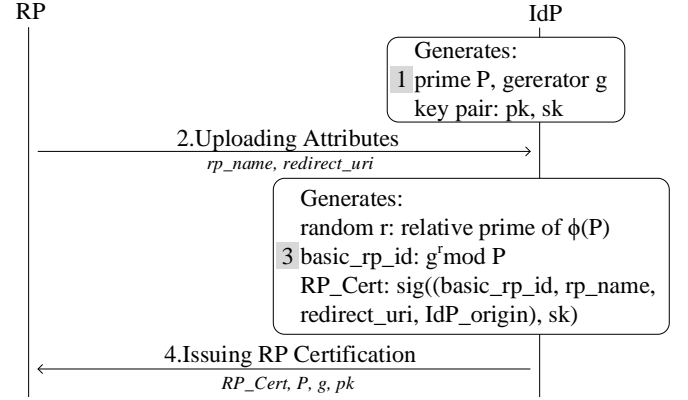 RP
IdP
Generates:
1 prime P, gererator g
key pair: pk, sk
2.Uploading Attributes
rp_name, redirect_uri
Generates:
random r: relative prime of ϕ(P)
3 basic_rp_id: gʳmod P
RP_Cert: sig((basic_rp_id, rp_name,
redirect_uri, IdP_origin), sk)
4.Issuing RP Certification
RP_Cert, P, g, pk